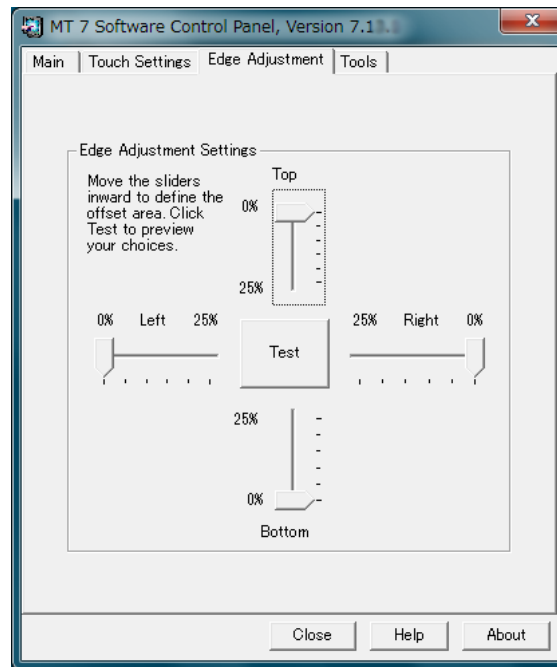 MT 7 Software Control Panel, Version 7.1
Main Touch Settings Edge Adjustment Tools
Edge Adjustment Settings
Move the sliders
inward to define the
offset area. Click
Test to preview
your choices.
Top
0%
25%
0% Left 25%
Test
25% Right 0%
25%
0%
Bottom
Close Help About